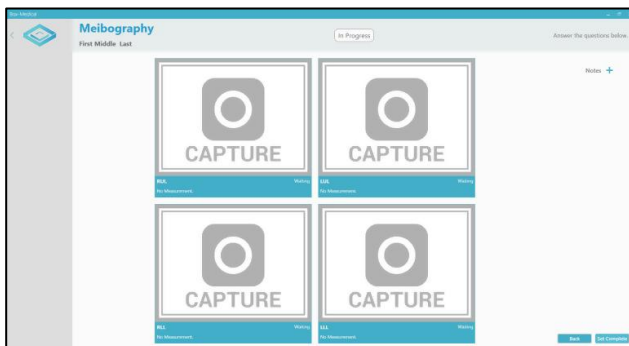 Meibography
First Middle Last
In Progress
Answer the questions below.
Notes +
CAPTURE
RUL Waiting
No Measurement.
CAPTURE
LUL Waiting
No Measurement.
CAPTURE
RLL Waiting
No Measurement.
CAPTURE
LLL Waiting
No Measurement.
Back
Set Complete